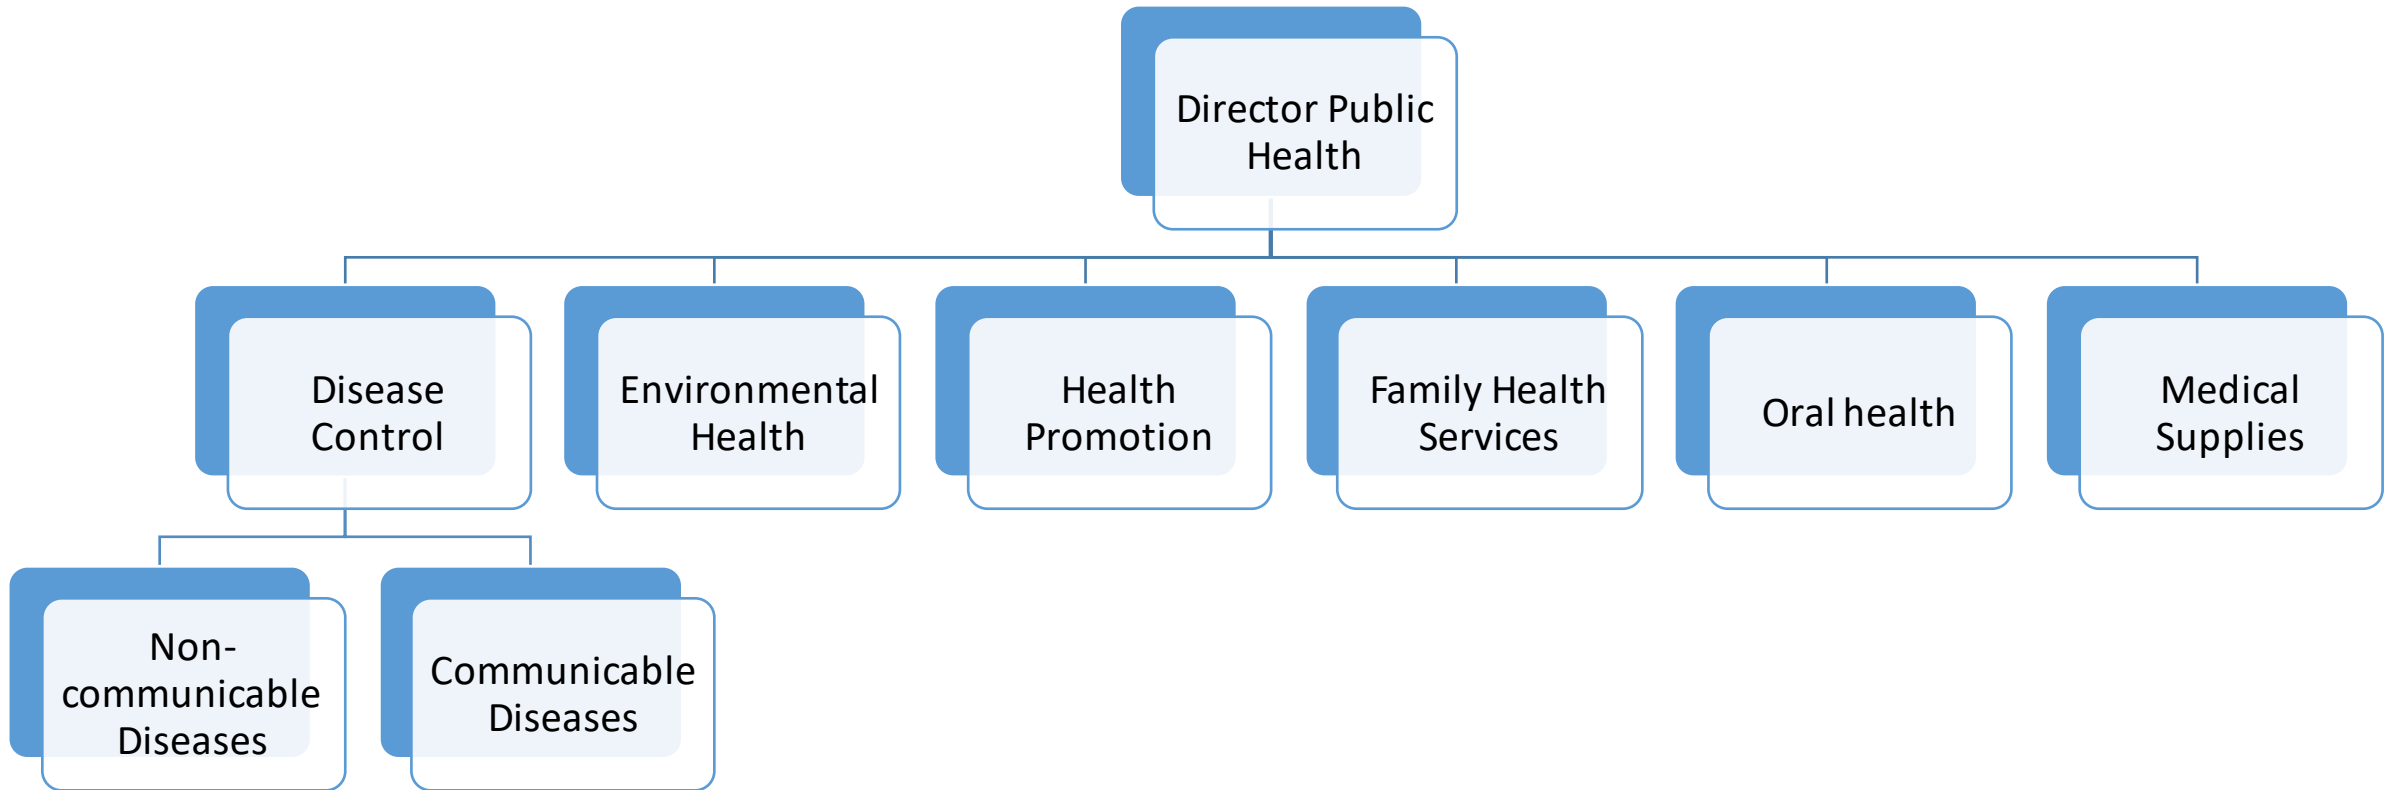 Director Public
Health
Disease
Control
Environmental
Health
Health
Promotion
Family Health
Services
Oral health
Medical
Supplies
Non-
communicable
Diseases
Communicable
Diseases